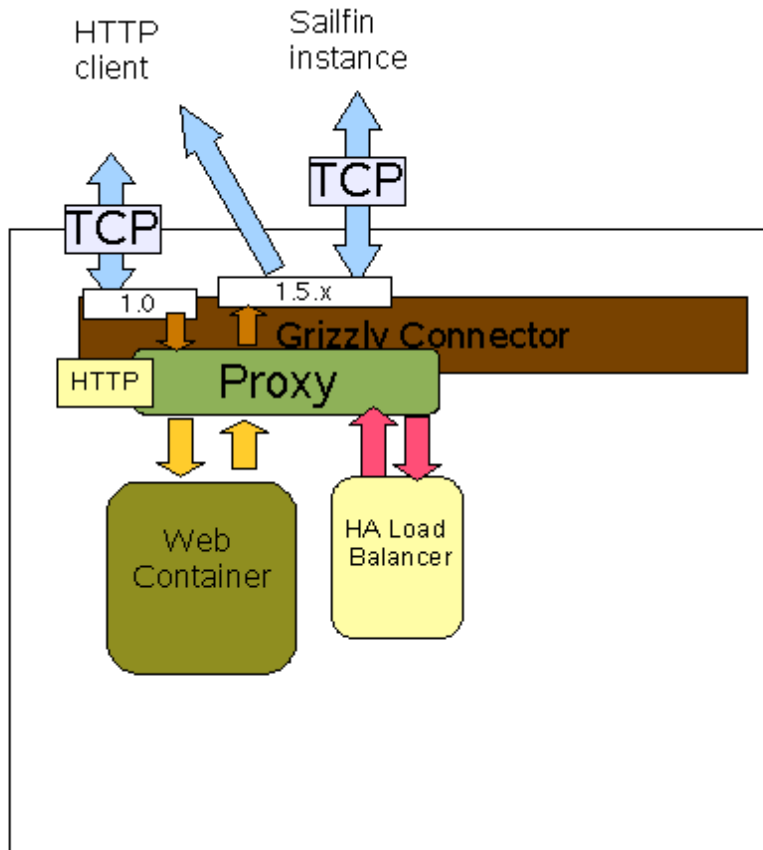 HTTP
client
Sailfin
instance
TCP
TCP
1.0
1.5.x
Grizzly Connector
HTTP
Proxy
Web
Container
HA Load
Balancer